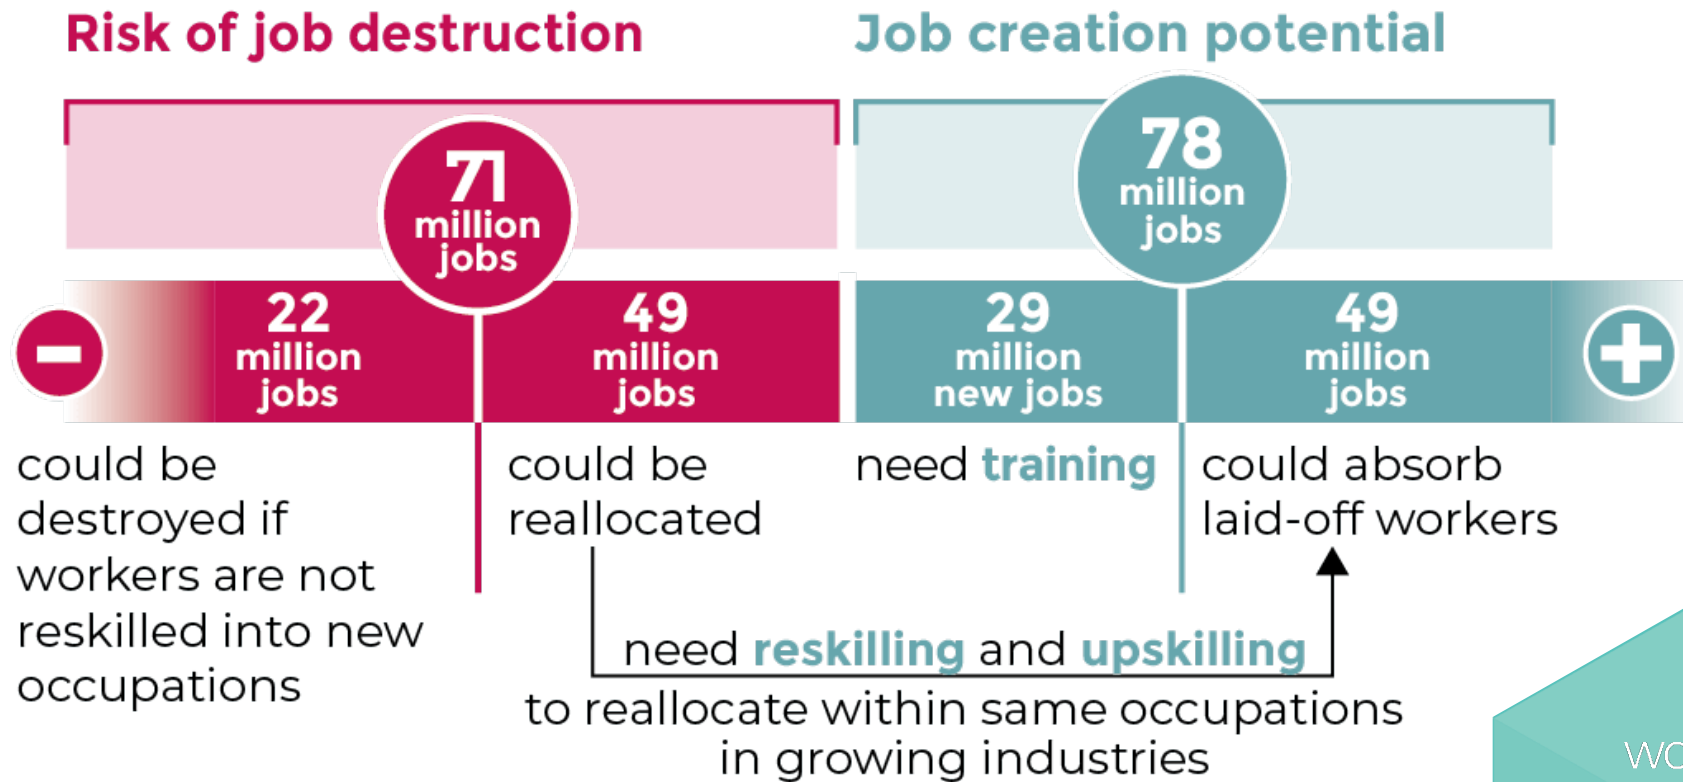 Risk of job destruction
Job creation potential
71
million
jobs
78
million
jobs
22
million
jobs
49
million
jobs
29
million
new jobs
49
million
jobs
could be
destroyed if
workers are not
reskilled into new
occupations
could be
reallocated
need training
could absorb
laid-off workers
need reskilling and upskilling
to reallocate within same occupations
in growing industries